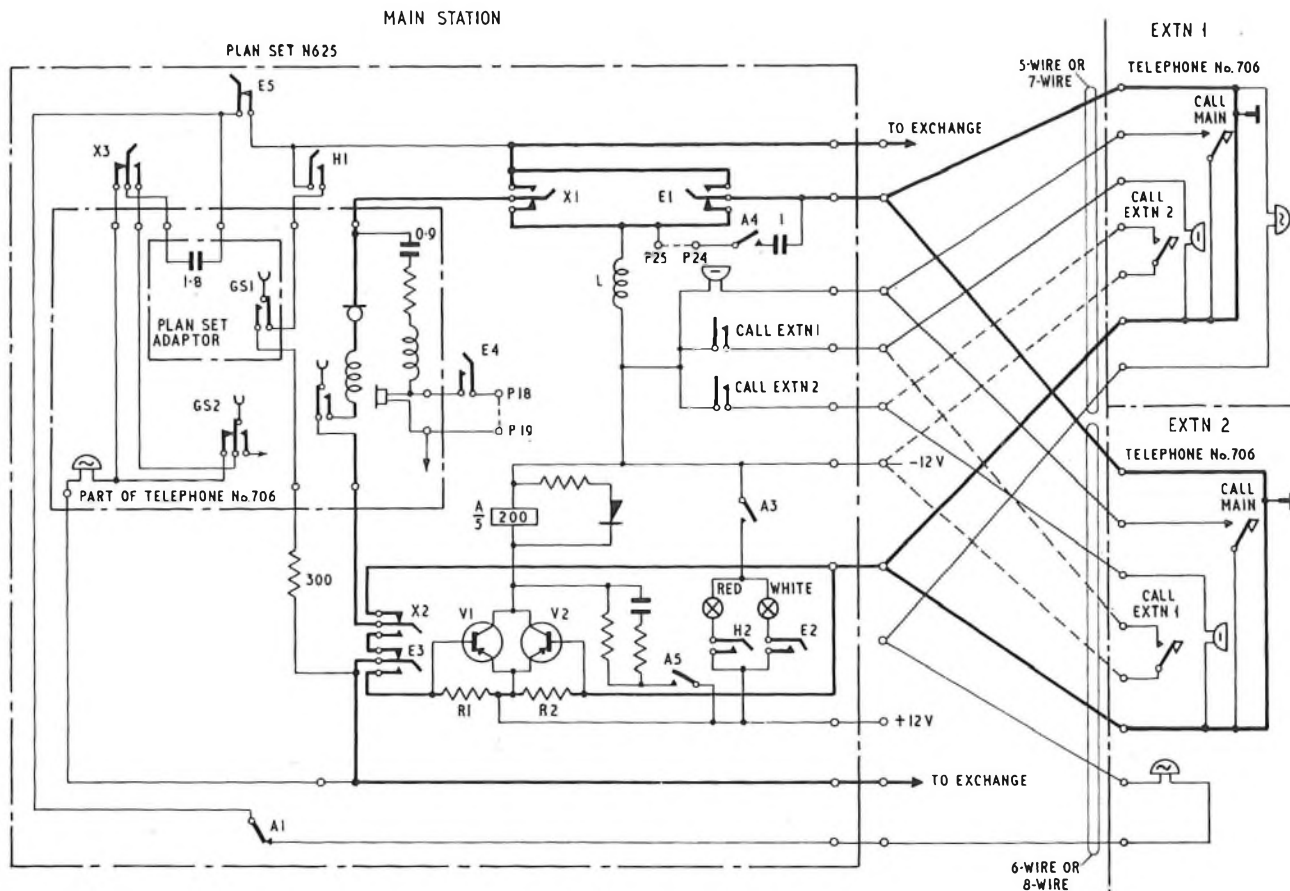 MAIN STATION
EXTN 1
PLAN SET N625
5-WIRE OR
7-WIRE
TELEPHONE No. 706
E5
CALL
MAIN
TO EXCHANGE
X3
H1
X1
E1
CALL
EXTN 2
A4
1
0·9
P25
P24
1·8
GS1
L
PLAN SET
ADAPTOR
CALL EXTN 1
E4
P18
CALL EXTN 2
P19
GS2
EXTN 2
-12V
TELEPHONE No. 706
PART OF TELEPHONE No. 706
CALL
MAIN
A
5
200
A3
300
RED
WHITE
X2
V1
V2
H2
E2
CALL
EXTN 1
E3
A5
R1
R2
+12V
TO EXCHANGE
A1
6-WIRE OR
8-WIRE